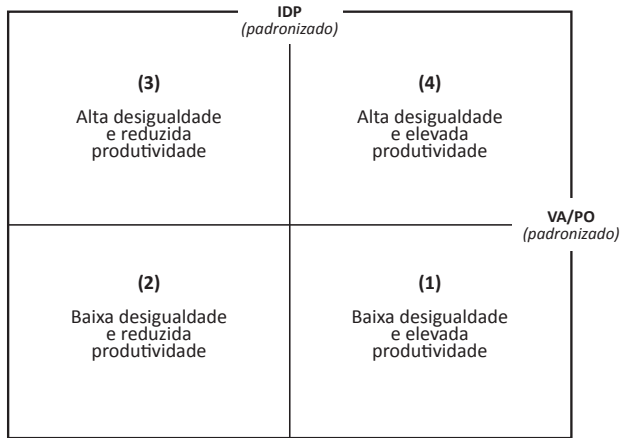 IDP
(padronizado)
(3)
Alta desigualdade
e reduzida
produtividade
(4)
Alta desigualdade
e elevada
produtividade
VA/PO
(padronizado)
(2)
Baixa desigualdade
e reduzida
produtividade
(1)
Baixa desigualdade
e elevada
produtividade